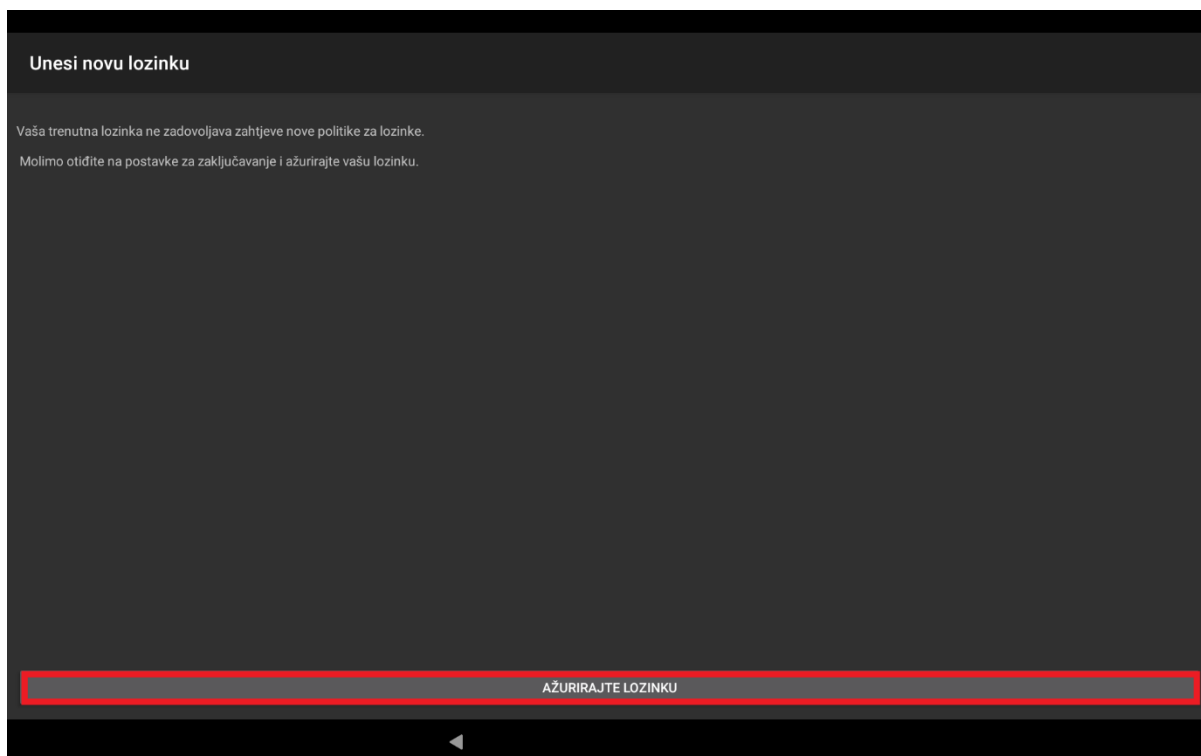 Unesi novu lozinku
Vaša trenutna lozinka ne zadovoljava zahtjeve nove politike za lozinke.
Molimo otiđite na postavke za zaključavanje i ažurirajte vašu lozinku.
AŽURIRAJTE LOZINKU